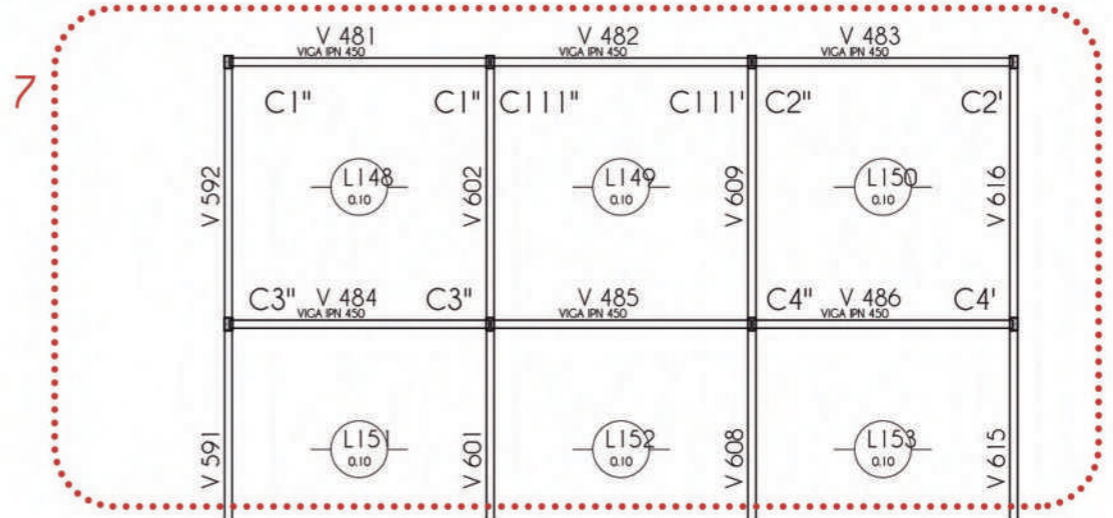 7
V 481 V 482 V 483
VIGA IPN 450 VIGA IPN 450 VIGA IPN 450
C1" C1" C111" C111' C2" C2'
V 592 L148 V 602 L149 V 609 L150 V 616
0.10 0.10 0.10
C3" V 484 C3" V 485 C4" V 486 C4'
VIGA IPN 450 VIGA IPN 450 VIGA IPN 450
V 591 L151 V 601 L152 V 608 L153 V 615
0.10 0.10 0.10